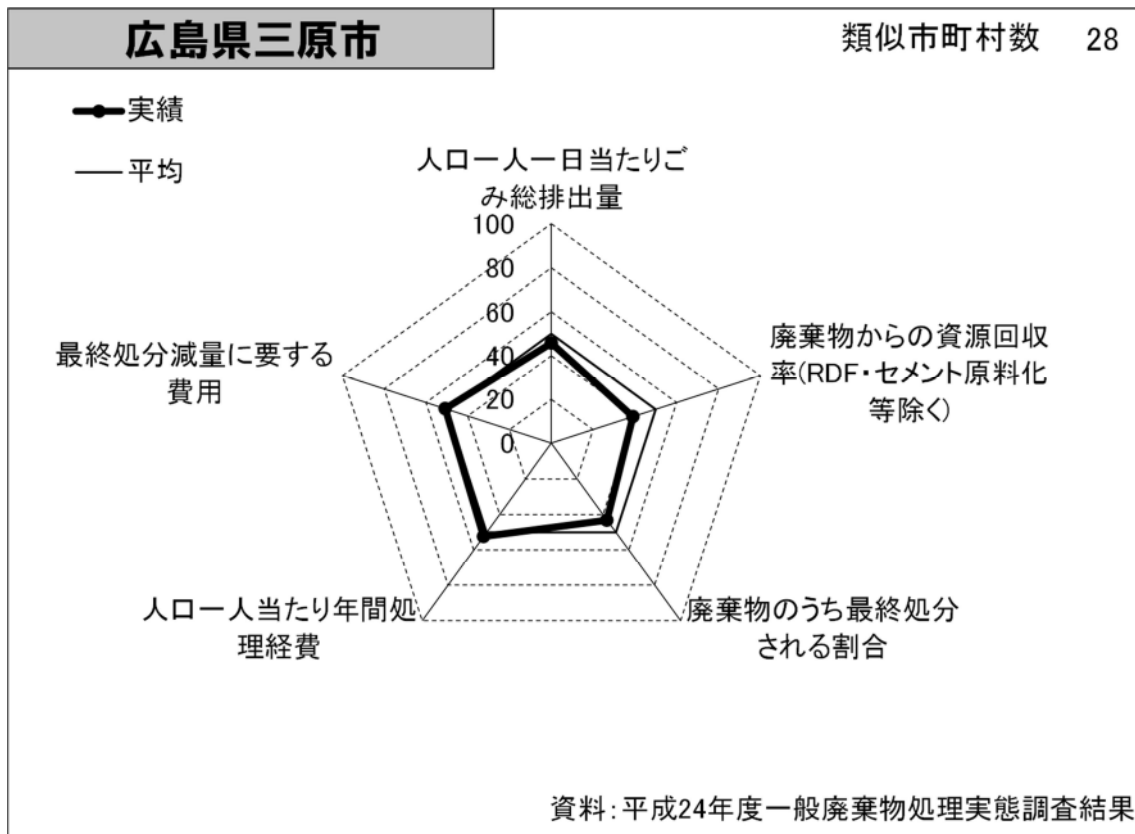 広島県三原市
類似市町村数 28
実績
平均
人口一人一日当たりご
み総排出量
100
80
60
40
20
0
廃棄物からの資源回収
率(RDF・セメント原料化
等除く)
最終処分減量に要する
費用
人口一人当たり年間処
理経費
廃棄物のうち最終処分
される割合
資料:平成24年度一般廃棄物処理実態調査結果